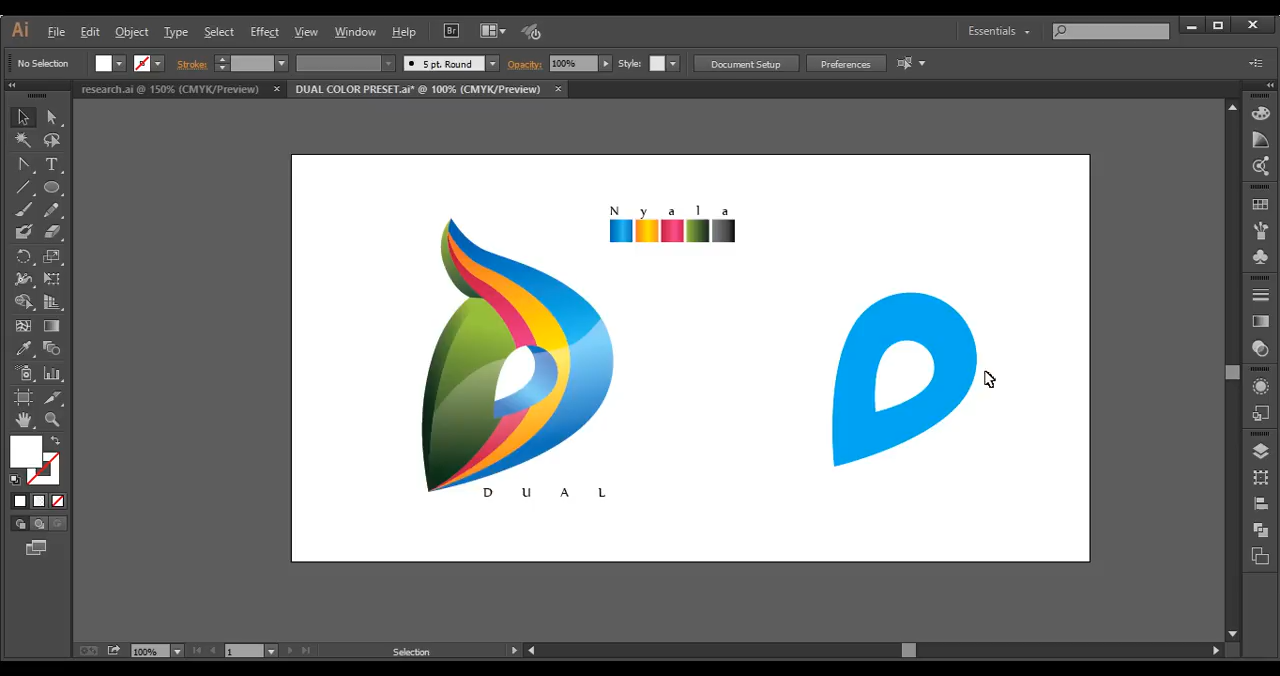 Ai File Edit Object Type Select Effect View Window Help Br Essentials
No Selection Stroke: 5 pt. Round Opacity: 100% Style: Document Setup Preferences
research.ai @ 150% (CMYK/Preview) × DUAL COLOR PRESET.ai* @ 100% (CMYK/Preview) ×
N y a l a
D U A L
100% 1 Selection